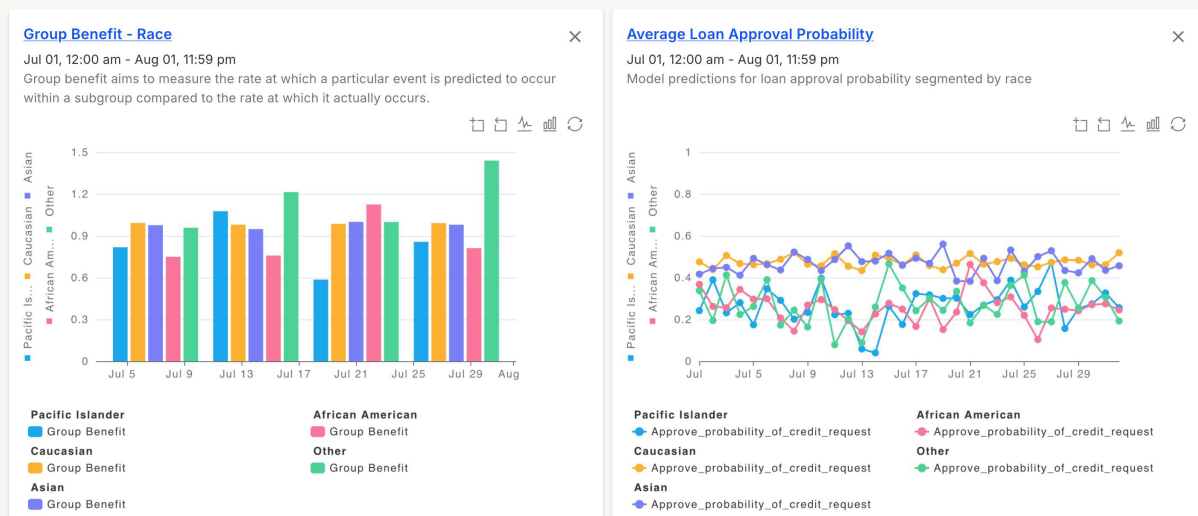 Group Benefit - Race
Jul 01, 12:00 am - Aug 01, 11:59 pm
Group benefit aims to measure the rate at which a particular event is predicted to occur
within a subgroup compared to the rate at which it actually occurs.
Pacific Is... Caucasian Asian
African Am... Other
1.5
1.2
0.9
0.6
0.3
0
Jul 5 Jul 9 Jul 13 Jul 17 Jul 21 Jul 25 Jul 29 Aug
Pacific Islander African American
Group Benefit Group Benefit
Caucasian Other
Group Benefit Group Benefit
Asian
Group Benefit
Average Loan Approval Probability
Jul 01, 12:00 am - Aug 01, 11:59 pm
Model predictions for loan approval probability segmented by race
Pacific Is... Caucasian Asian
African Am... Other
1
0.8
0.6
0.4
0.2
0
Jul Jul 5 Jul 9 Jul 13 Jul 17 Jul 21 Jul 25 Jul 29
Pacific Islander African American
Approve_probability_of_credit_request Approve_probability_of_credit_request
Caucasian Other
Approve_probability_of_credit_request Approve_probability_of_credit_request
Asian
Approve_probability_of_credit_request